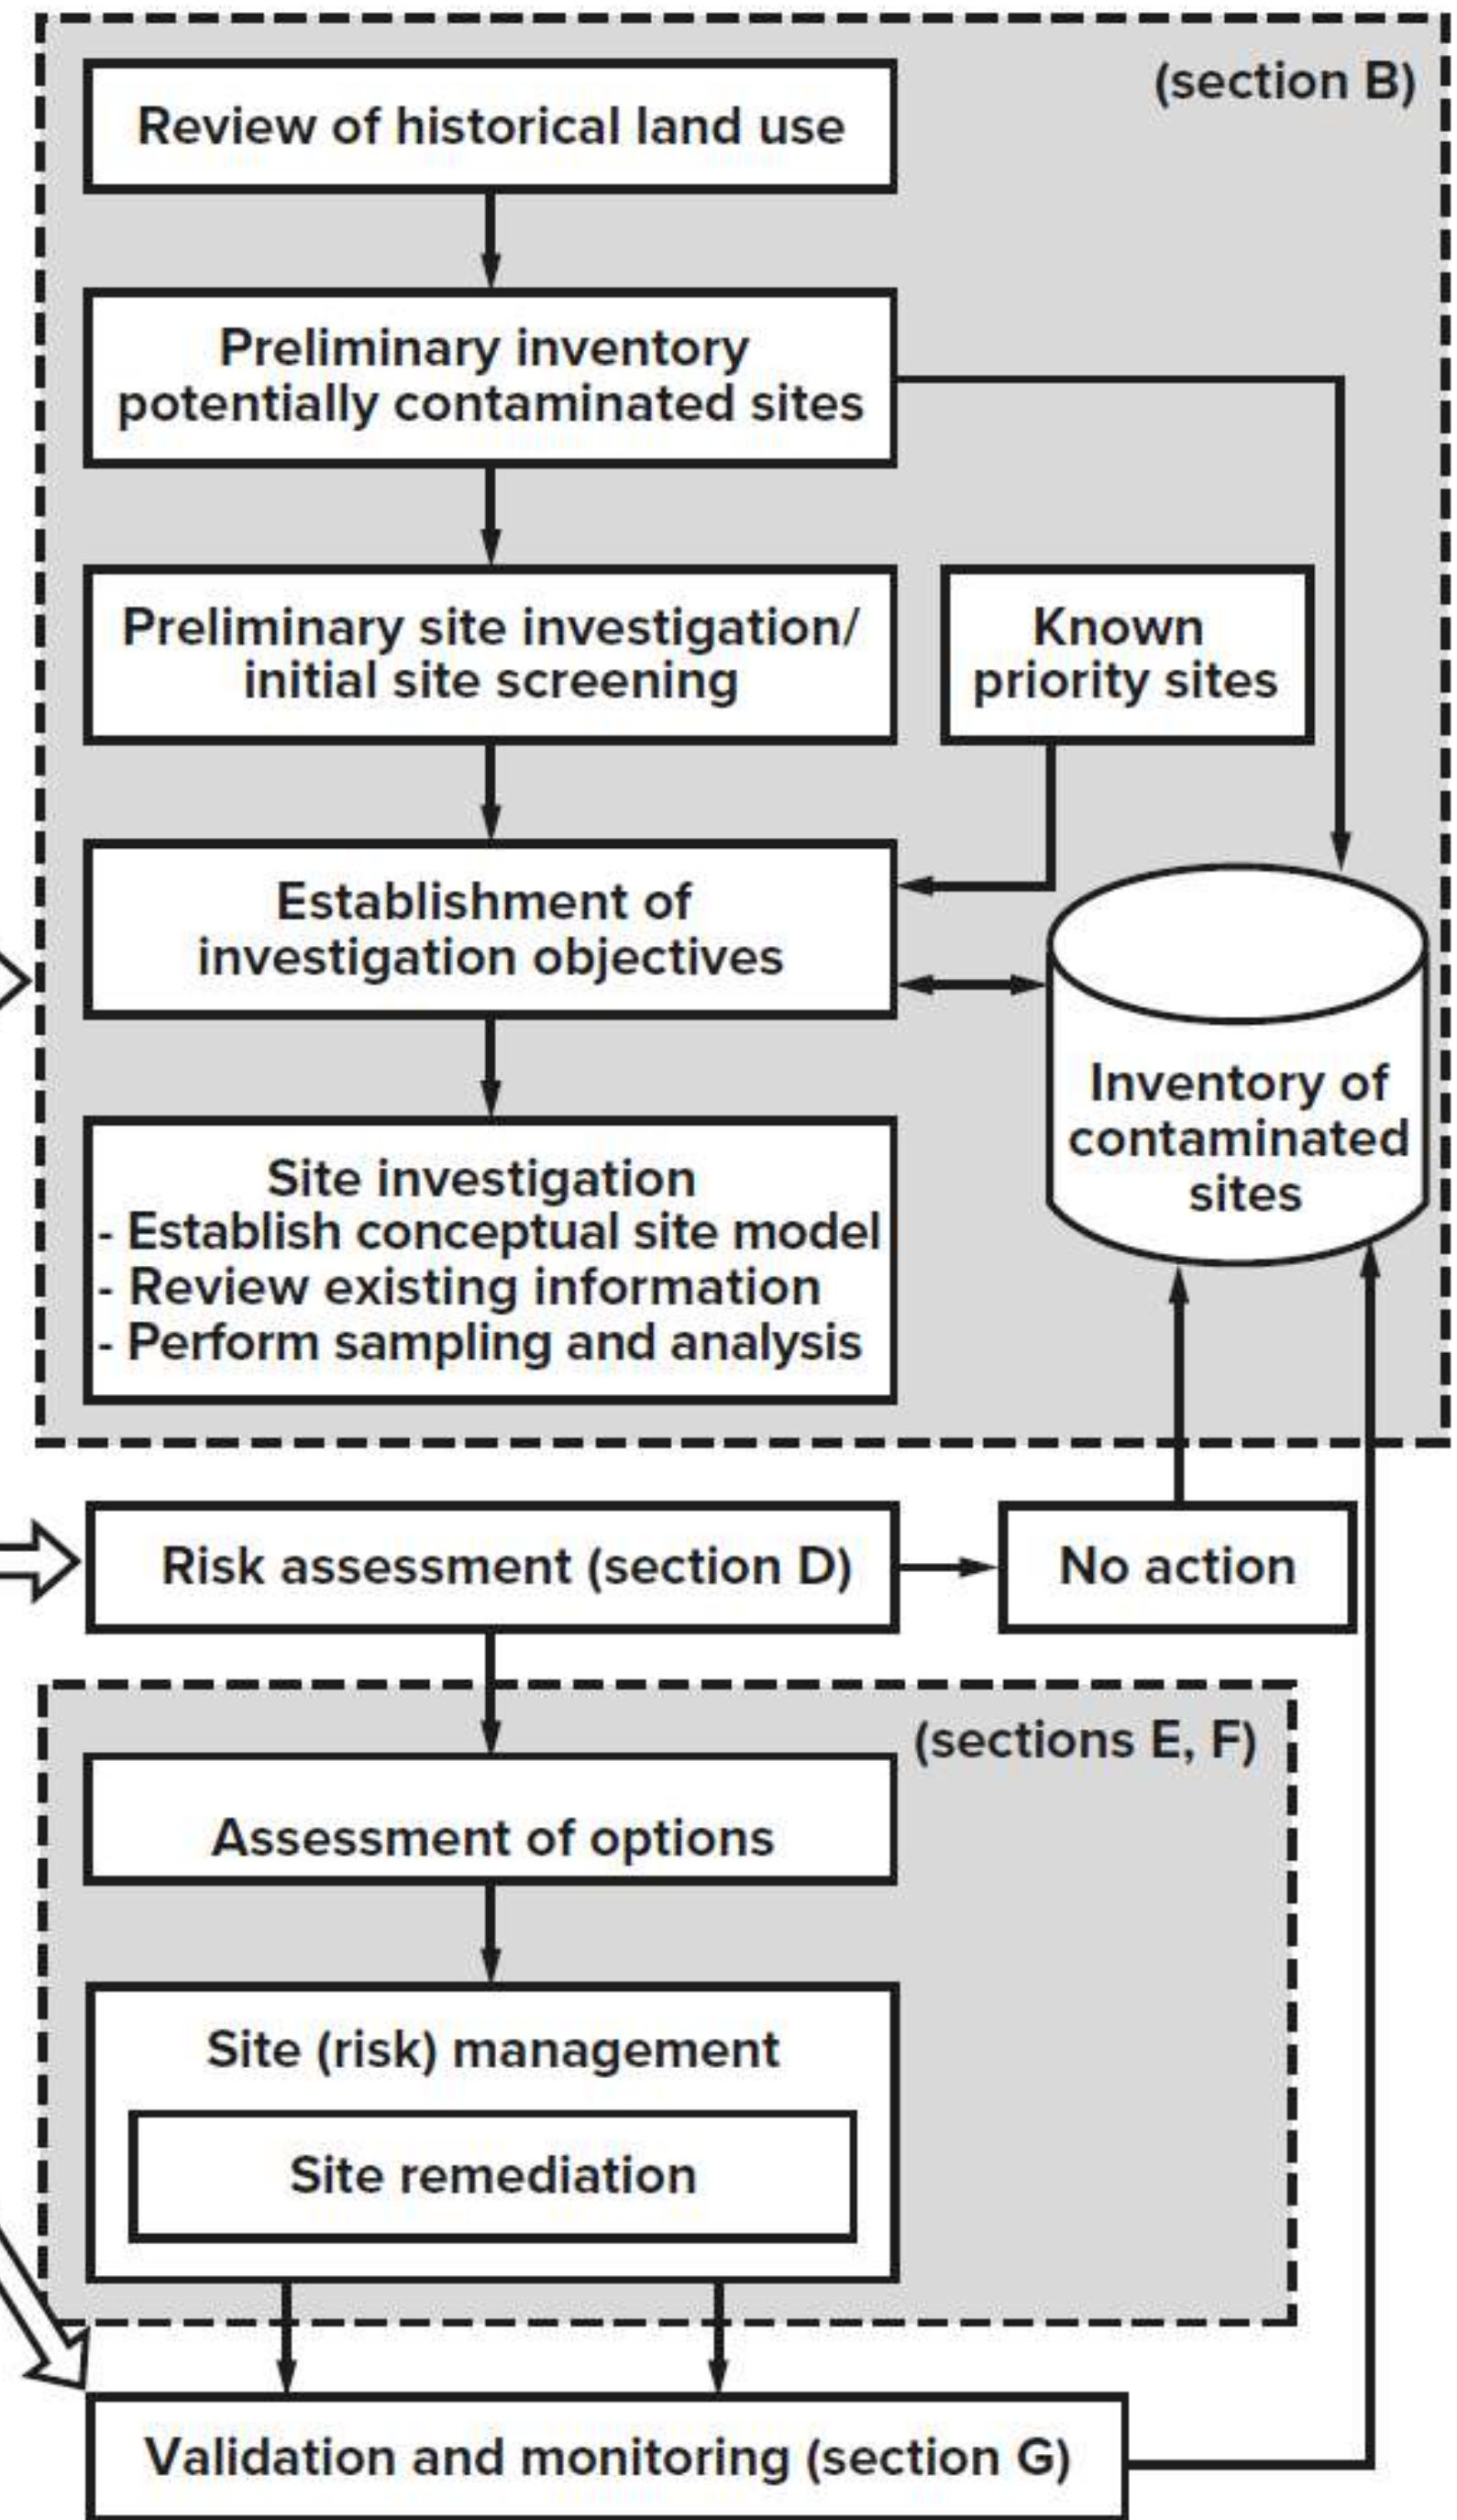 (section B)
Review of historical land use
Preliminary inventory
potentially contaminated sites
Preliminary site investigation/
initial site screening
Known
priority sites
Establishment of
investigation objectives
Inventory of
contaminated
sites
Site investigation
- Establish conceptual site model
- Review existing information
- Perform sampling and analysis
Risk assessment (section D)
No action
(sections E, F)
Assessment of options
Site (risk) management
Site remediation
Validation and monitoring (section G)